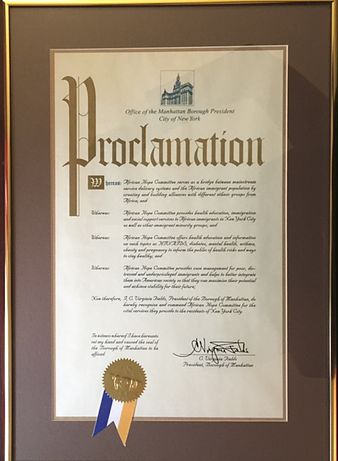 Office of the Manhattan Borough President
City of New York
Proclamation
Whereas: African Hope Committee serves as a bridge between mainstream
service delivery systems and the African immigrant population by
creating and building alliances with different ethnic groups from
Africa; and
Whereas: African Hope Committee provides health education, immigration
and social support services to African immigrants in New York City
as well as other immigrant minority groups; and
Whereas: African Hope Committee offers health education and information
on such topics as HIV/AIDS, diabetes, mental health, asthma,
obesity and pregnancy to inform the public of health risks and ways
to stay healthy; and
Whereas: African Hope Committee provides case management for poor,
and underprivileged immigrants and hopes to better integrate
them into American society so that they can maximize their potential
and achieve stability for their future;
Now therefore, I, C. Virginia Fields, President of the Borough of Manhattan, do
hereby recognize and commend African Hope Committee for the
vital services they provide to the residents of New York City.
In witness whereof I have hereunto
set my hand and caused the seal of
the Borough of Manhattan to be
affixed
C. Virginia Fields
President, Borough of Manhattan